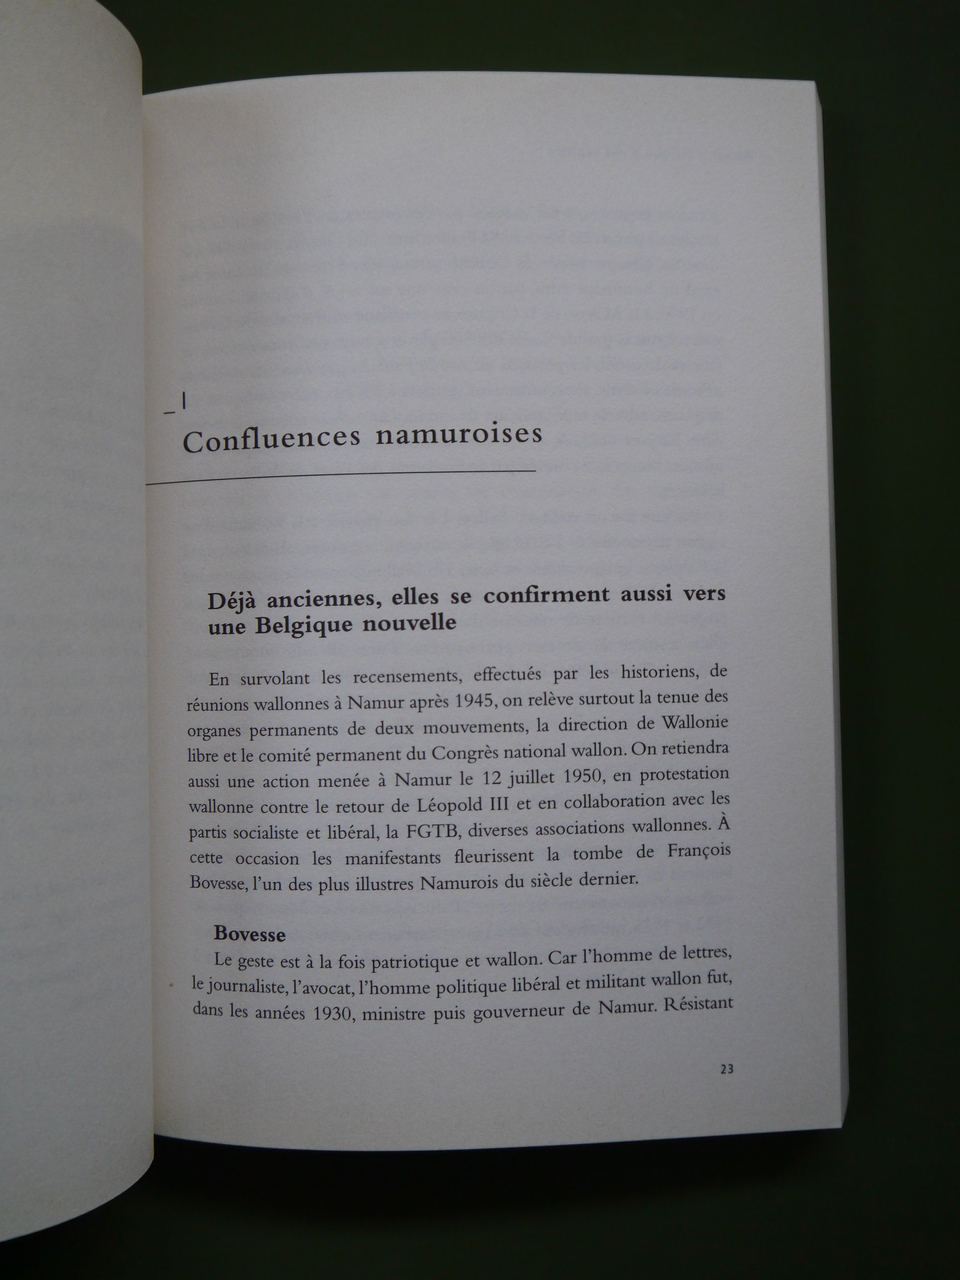 _I
Confluences namuroises
Déjà anciennes, elles se confirment aussi vers
une Belgique nouvelle
En survolant les recensements, effectués par les historiens, de
réunions wallonnes à Namur après 1945, on relève surtout la tenue des
organes permanents de deux mouvements, la direction de Wallonie
libre et le comité permanent du Congrès national wallon. On retiendra
aussi une action menée à Namur le 12 juillet 1950, en protestation
wallonne contre le retour de Léopold III et en collaboration avec les
partis socialiste et libéral, la FGTB, diverses associations wallonnes. À
cette occasion les manifestants fleurissent la tombe de François
Bovesse, l'un des plus illustres Namurois du siècle dernier.
Bovesse
Le geste est à la fois patriotique et wallon. Car l'homme de lettres,
le journaliste, l'avocat, l'homme politique libéral et militant wallon fut,
dans les années 1930, ministre puis gouverneur de Namur. Résistant
23